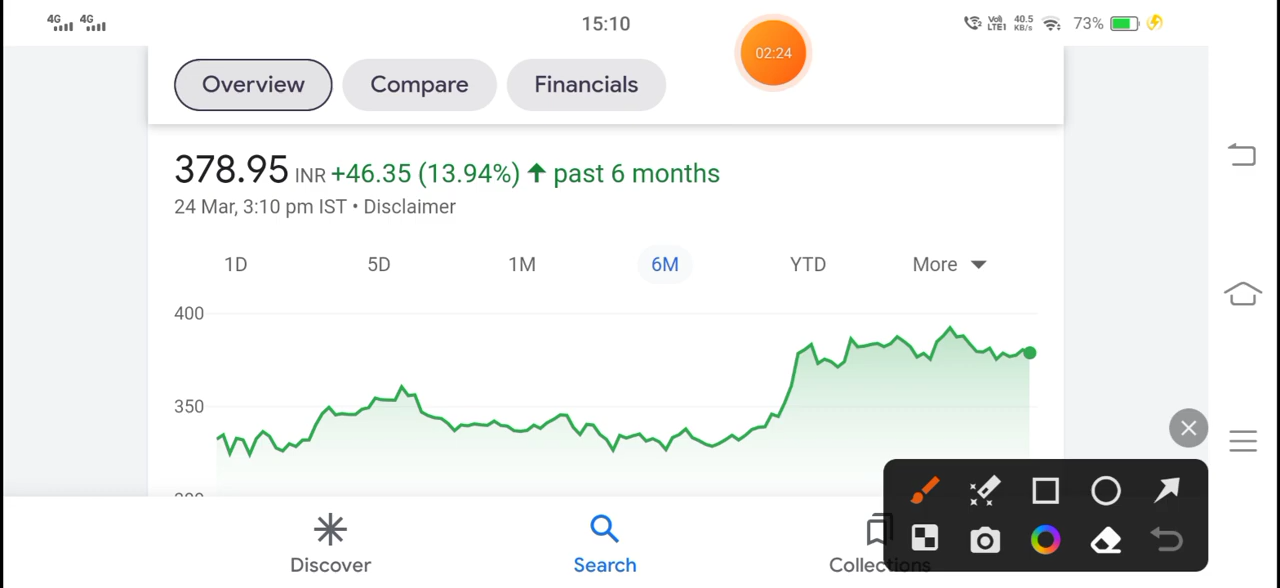 4G 4G 15:10 Vo) LTE1 40.5 KB/s 73%
02:24
Overview Compare Financials
378.95 INR +46.35 (13.94%) ↑ past 6 months
24 Mar, 3:10 pm IST • Disclaimer
1D 5D 1M 6M YTD More
400
350
Discover Search Collections